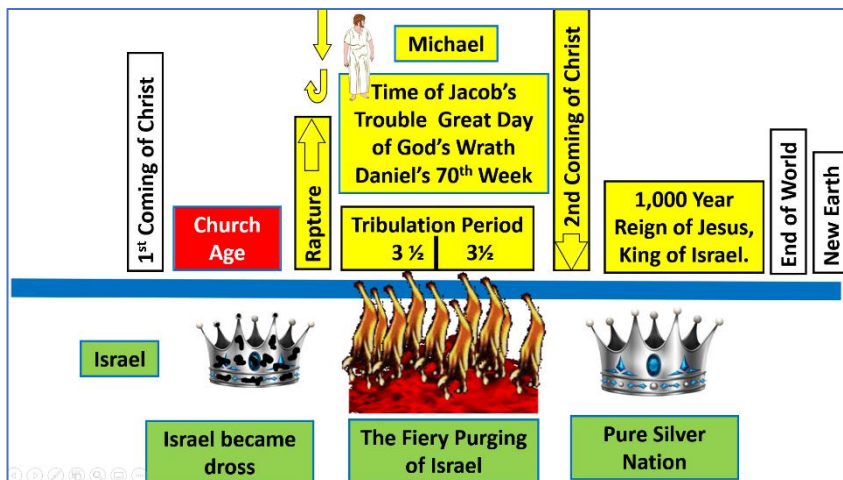 1st Coming of Christ
Church
Age
Rapture
Michael
Time of Jacob's
Trouble Great Day
of God's Wrath
Daniel's 70th Week
Tribulation Period
3 ½ 3½
2nd Coming of Christ
1,000 Year
Reign of Jesus,
King of Israel.
End of World
New Earth
Israel
Israel became
dross
The Fiery Purging
of Israel
Pure Silver
Nation